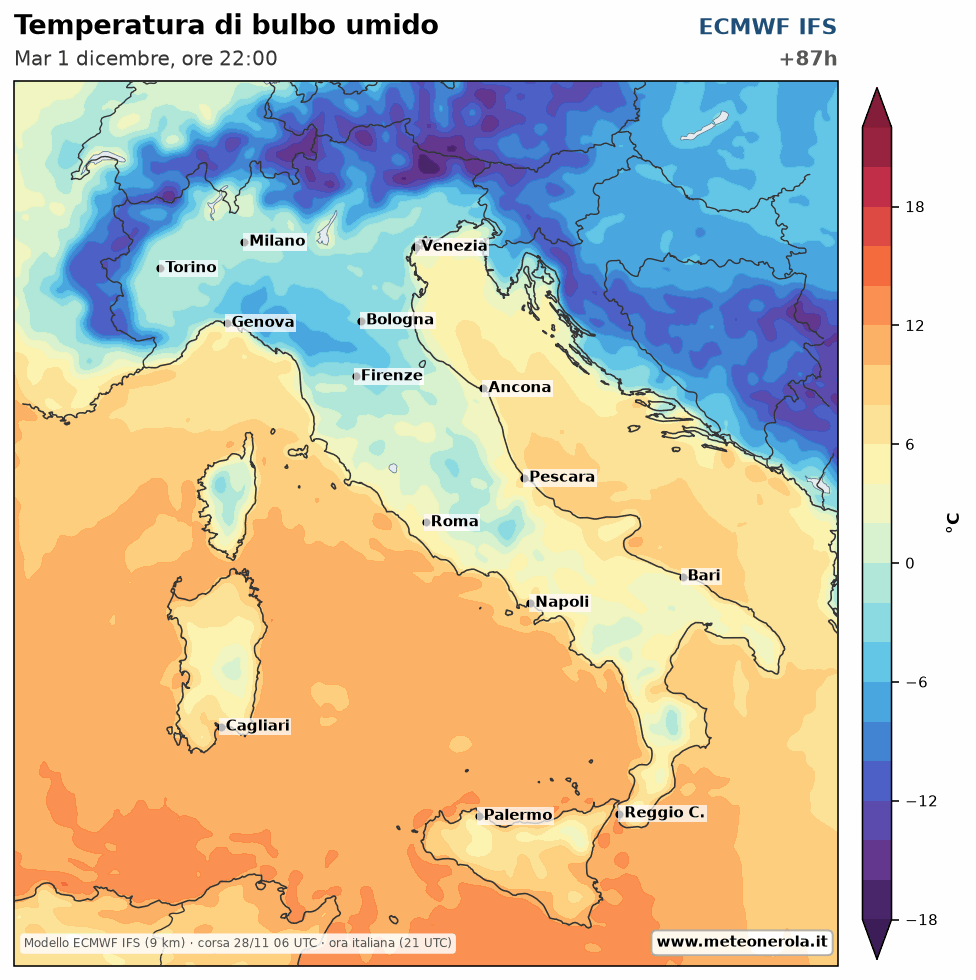 Temperatura di bulbo umido
ECMWF IFS
Mar 1 dicembre, ore 22:00
+87h
Milano
Venezia
Torino
Genova
Bologna
Firenze
Ancona
Pescara
Roma
Bari
Napoli
Cagliari
Palermo
Reggio C.
18
12
6
0
−6
−12
−18
°C
Modello ECMWF IFS (9 km) · corsa 28/11 06 UTC · ora italiana (21 UTC)
www.meteonerola.it